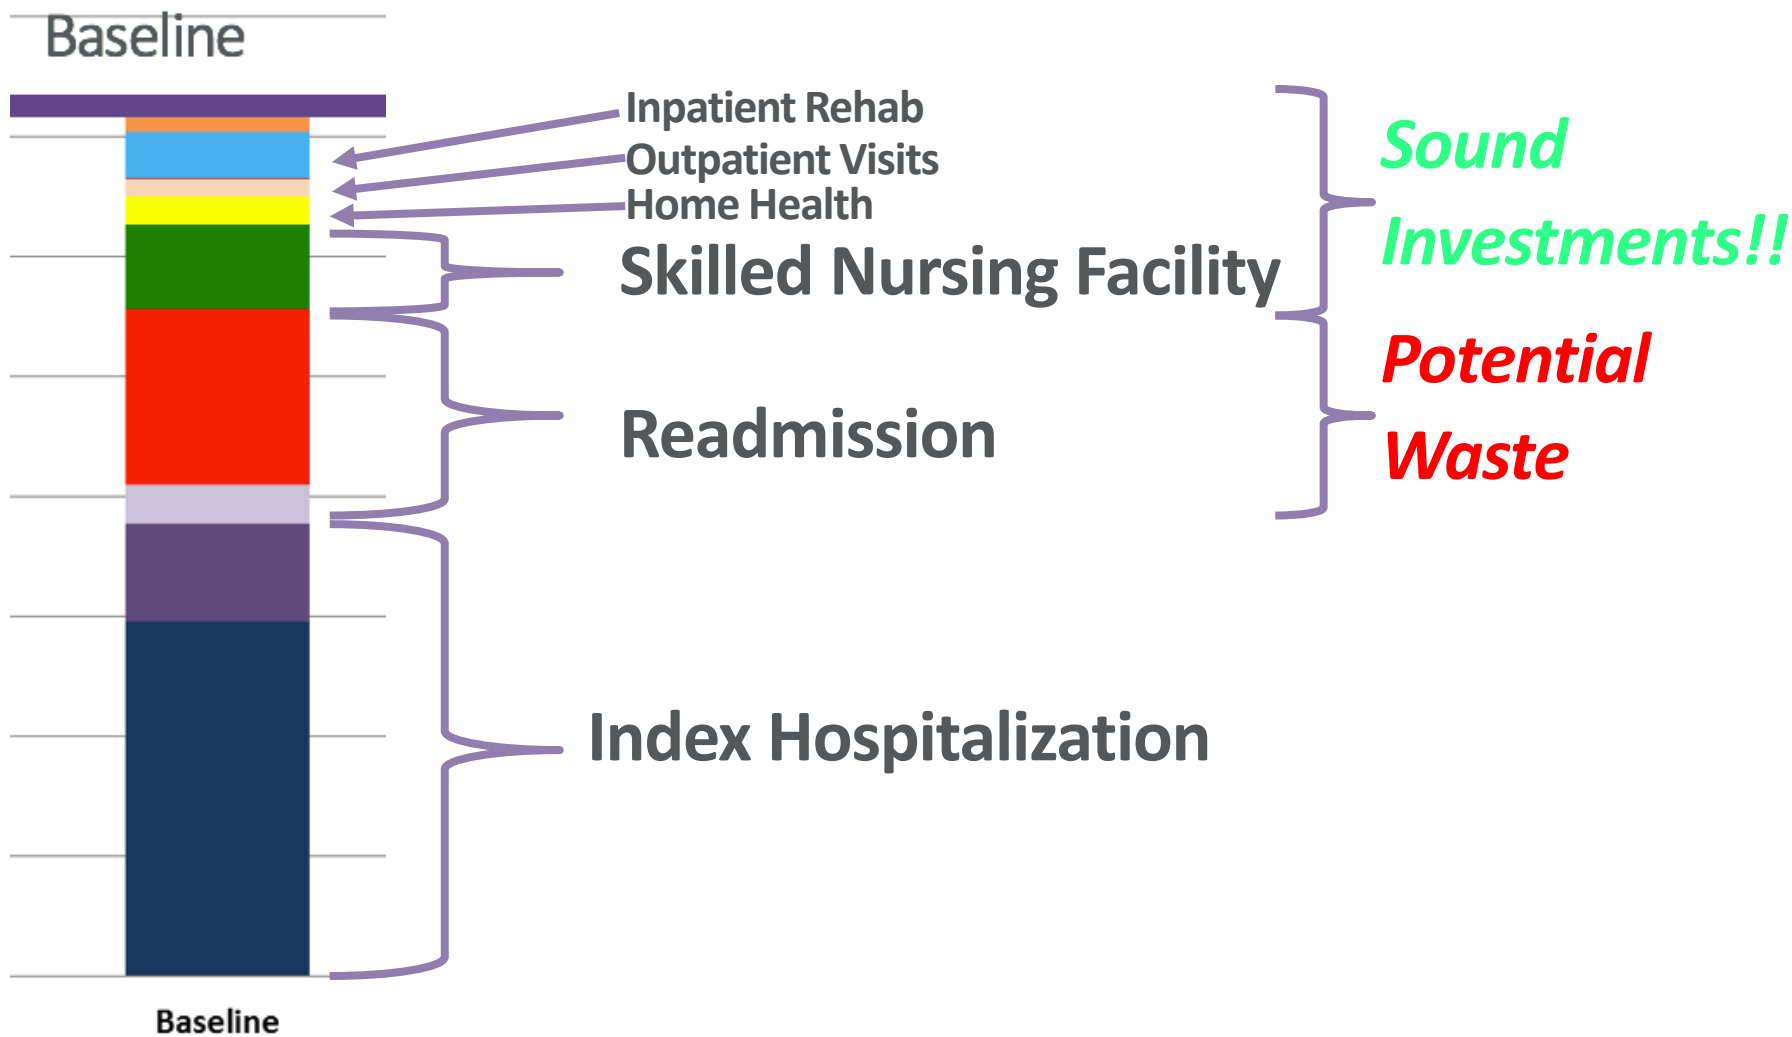 Baseline
Inpatient Rehab
Outpatient Visits
Home Health
Skilled Nursing Facility
Readmission
Index Hospitalization
Sound
Investments!!
Potential
Waste
Baseline